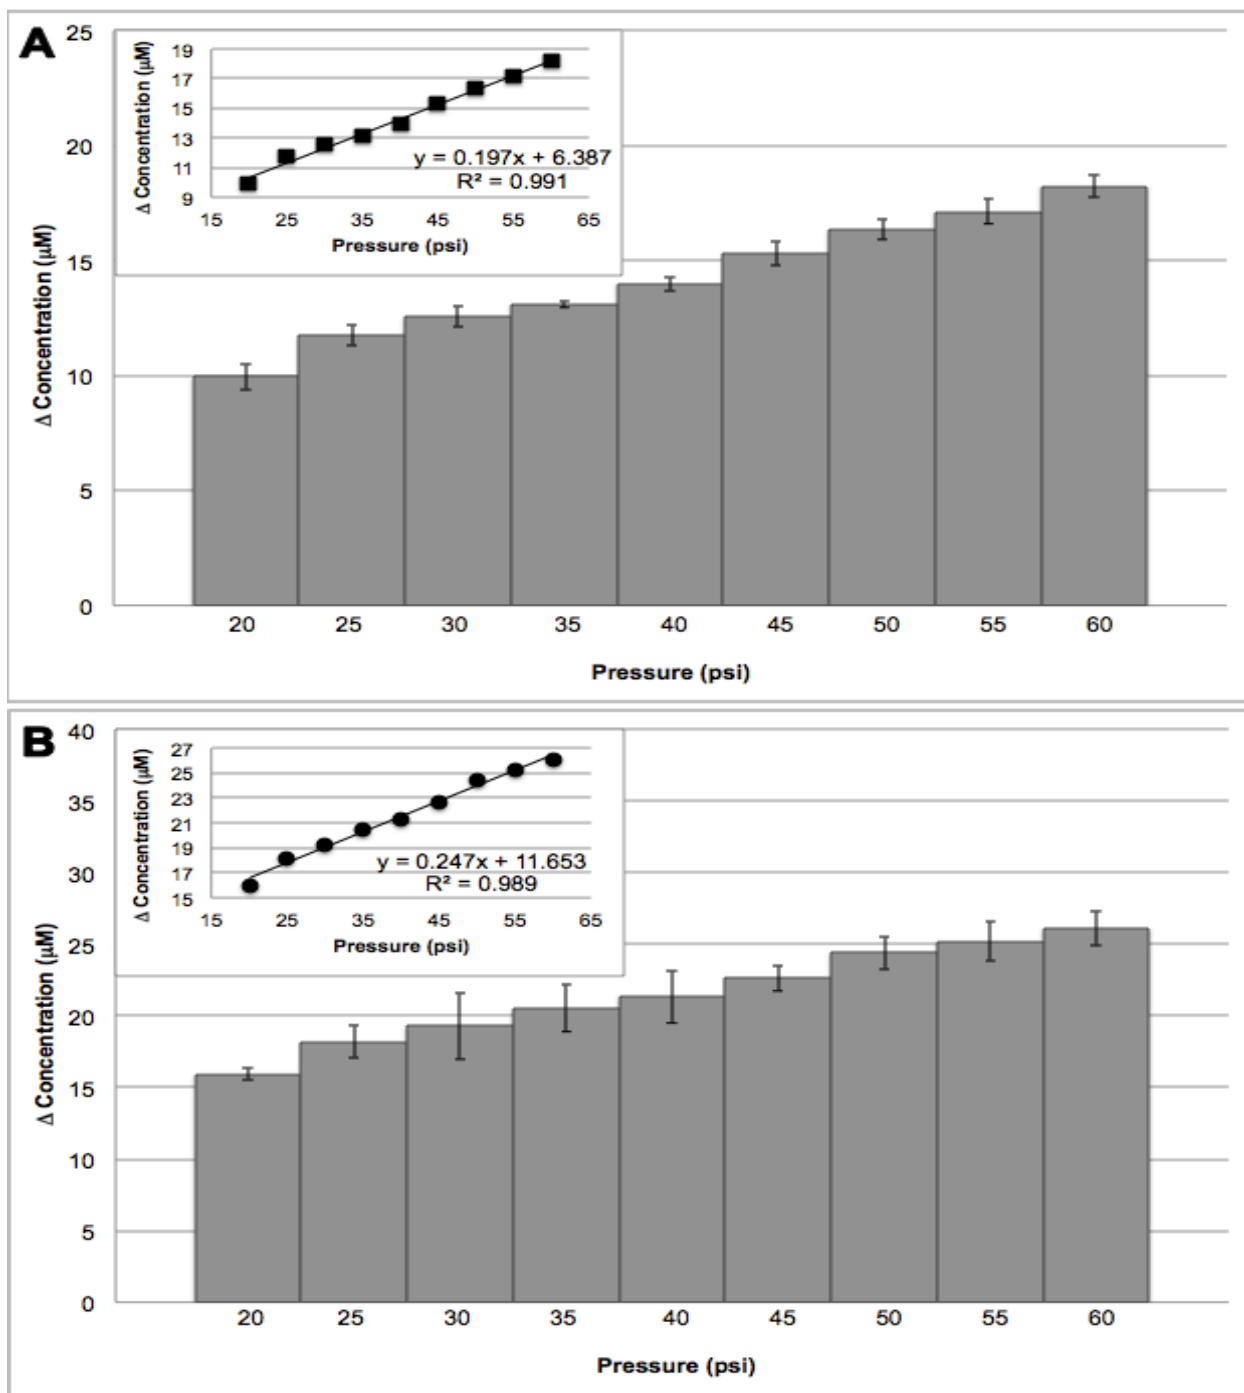 A
25
20
15
10
5
0
Δ Concentration (μM)
20 25 30 35 40 45 50 55 60
Pressure (psi)
19
17
15
13
11
9
Δ Concentration (μM)
y = 0.197x + 6.387
R² = 0.991
15 25 35 45 55 65
Pressure (psi)
B
40
35
30
25
20
15
10
5
0
Δ Concentration (μM)
20 25 30 35 40 45 50 55 60
Pressure (psi)
27
25
23
21
19
17
15
Δ Concentration (μM)
y = 0.247x + 11.653
R² = 0.989
15 25 35 45 55 65
Pressure (psi)